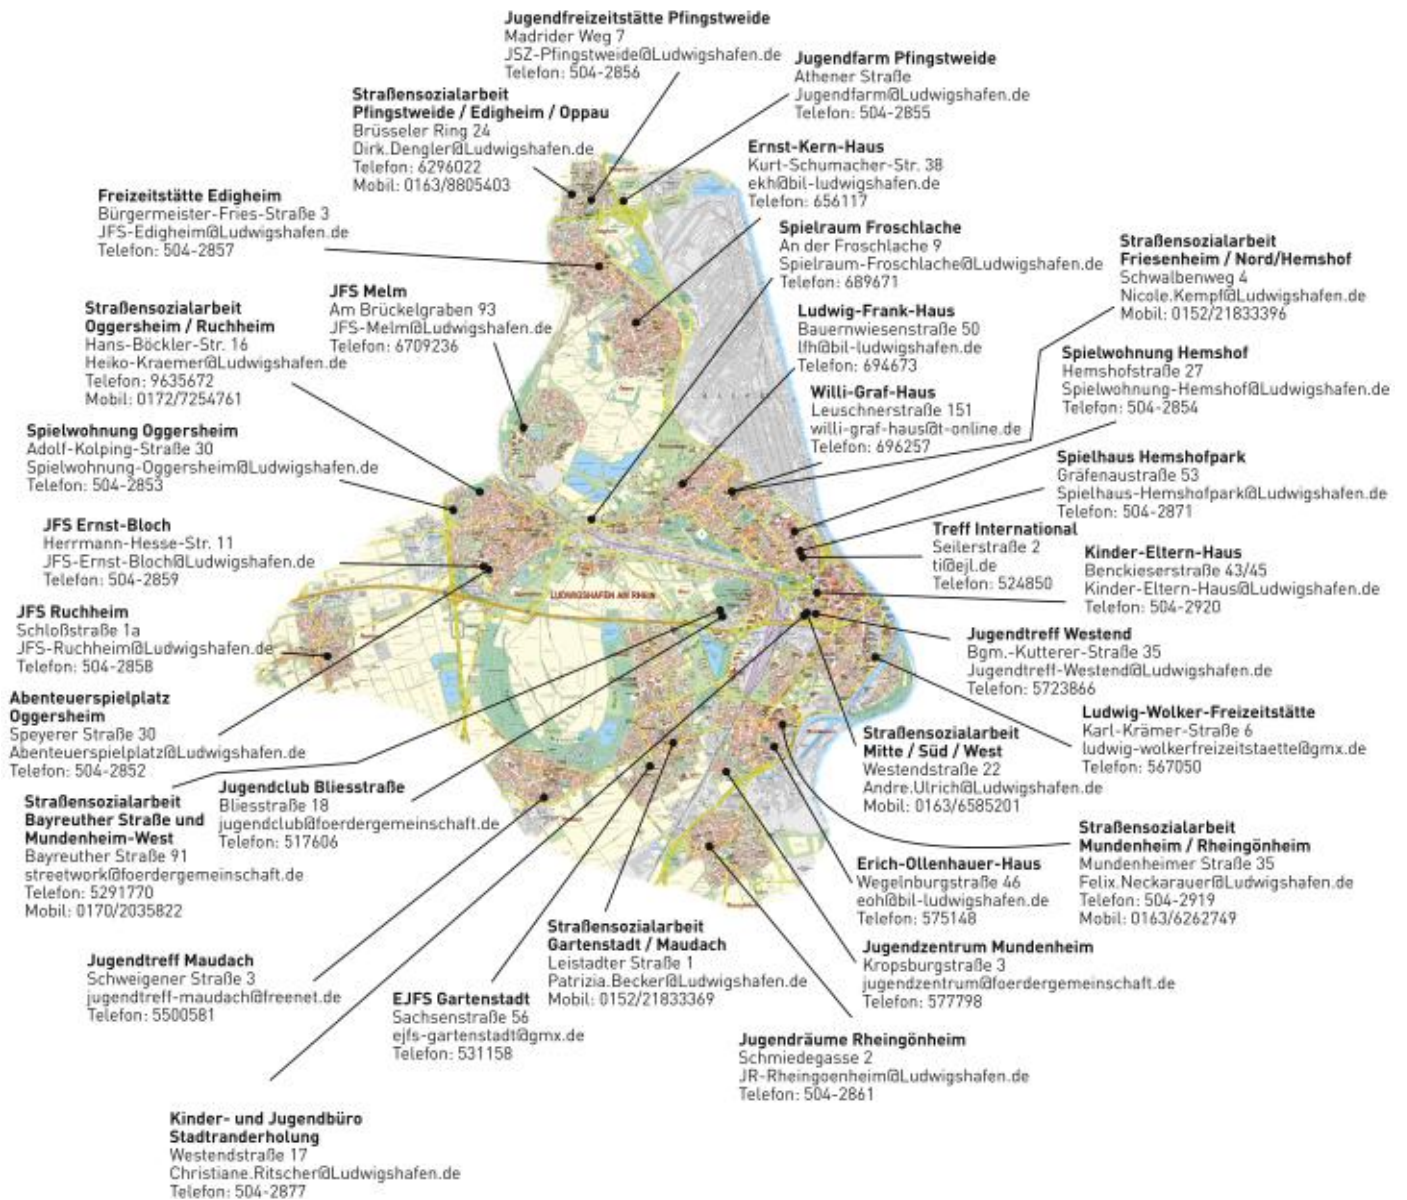 Jugendfreizeitstätte Pfingstweide
Madrider Weg 7
JSZ-Pfingstweide@Ludwigshafen.de
Telefon: 504-2856
Jugendfarm Pfingstweide
Athener Straße
Jugendfarm@Ludwigshafen.de
Telefon: 504-2855
Straßensozialarbeit
Pfingstweide / Edigheim / Oppau
Brüsseler Ring 24
Dirk.Dengler@Ludwigshafen.de
Telefon: 6296022
Mobil: 0163/8805403
Ernst-Kern-Haus
Kurt-Schumacher-Str. 38
ekh@bil-ludwigshafen.de
Telefon: 656117
Freizeitstätte Edigheim
Bürgermeister-Fries-Straße 3
JFS-Edigheim@Ludwigshafen.de
Telefon: 504-2857
Spielraum Froschlache
An der Froschlache 9
Spielraum-Froschlache@Ludwigshafen.de
Telefon: 689671
Straßensozialarbeit
Friesenheim / Nord/Hemshof
Schwalbenweg 4
Nicole.Kempf@Ludwigshafen.de
Mobil: 0152/21833396
JFS Melm
Am Brückelgraben 93
JFS-Melm@Ludwigshafen.de
Telefon: 6709236
Straßensozialarbeit
Oggersheim / Ruchheim
Hans-Böckler-Str. 16
Heiko-Kraemer@Ludwigshafen.de
Telefon: 9635672
Mobil: 0172/7254761
Ludwig-Frank-Haus
Bauernwiesenstraße 50
lfh@bil-ludwigshafen.de
Telefon: 694673
Spielwohnung Hemshof
Hemshofstraße 27
Spielwohnung-Hemshof@Ludwigshafen.de
Telefon: 504-2854
Willi-Graf-Haus
Leuschnerstraße 151
willi-graf-haus@t-online.de
Telefon: 696257
Spielwohnung Oggersheim
Adolf-Kolping-Straße 30
Spielwohnung-Oggersheim@Ludwigshafen.de
Telefon: 504-2853
Spielhaus Hemshofpark
Gräfenaustraße 53
Spielhaus-Hemshofpark@Ludwigshafen.de
Telefon: 504-2871
JFS Ernst-Bloch
Herrmann-Hesse-Str. 11
JFS-Ernst-Bloch@Ludwigshafen.de
Telefon: 504-2859
Treff International
Seilerstraße 2
ti@ejl.de
Telefon: 524850
Kinder-Eltern-Haus
Benckieserstraße 43/45
Kinder-Eltern-Haus@Ludwigshafen.de
Telefon: 504-2920
LUDWIGSHAFEN AM RHEIN
JFS Ruchheim
Schloßstraße 1a
JFS-Ruchheim@Ludwigshafen.de
Telefon: 504-2858
Jugendtreff Westend
Bgm.-Kutterer-Straße 35
Jugendtreff-Westend@Ludwigshafen.de
Telefon: 5723866
Abenteuerspielplatz
Oggersheim
Speyerer Straße 30
Abenteuerspielplatz@Ludwigshafen.de
Telefon: 504-2852
Ludwig-Wolker-Freizeitstätte
Karl-Krämer-Straße 6
ludwig-wolkerfreizeitstaette@gmx.de
Telefon: 567050
Straßensozialarbeit
Mitte / Süd / West
Westendstraße 22
Andre.Ulrich@Ludwigshafen.de
Mobil: 0163/6585201
Jugendclub Bliesstraße
Bliesstraße 18
jugendclub@foerdergemeinschaft.de
Telefon: 517606
Straßensozialarbeit
Bayreuther Straße und
Mundenheim-West
Bayreuther Straße 91
streetwork@foerdergemeinschaft.de
Telefon: 5291770
Mobil: 0170/2035822
Straßensozialarbeit
Mundenheim / Rheingönheim
Mundenheimer Straße 35
Felix.Neckarauer@Ludwigshafen.de
Telefon: 504-2919
Mobil: 0163/6262749
Erich-Ollenhauer-Haus
Wegelnburgstraße 46
eoh@bil-ludwigshafen.de
Telefon: 575148
Straßensozialarbeit
Gartenstadt / Maudach
Leistadter Straße 1
Patrizia.Becker@Ludwigshafen.de
Mobil: 0152/21833369
Jugendzentrum Mundenheim
Kropsburgstraße 3
jugendzentrum@foerdergemeinschaft.de
Telefon: 577798
Jugendtreff Maudach
Schweigener Straße 3
jugendtreff-maudach@freenet.de
Telefon: 5500581
EJFS Gartenstadt
Sachsenstraße 56
ejfs-gartenstadt@gmx.de
Telefon: 531158
Jugendräume Rheingönheim
Schmiedegasse 2
JR-Rheingoenheim@Ludwigshafen.de
Telefon: 504-2861
Kinder- und Jugendbüro
Stadtranderholung
Westendstraße 17
Christiane.Ritscher@Ludwigshafen.de
Telefon: 504-2877